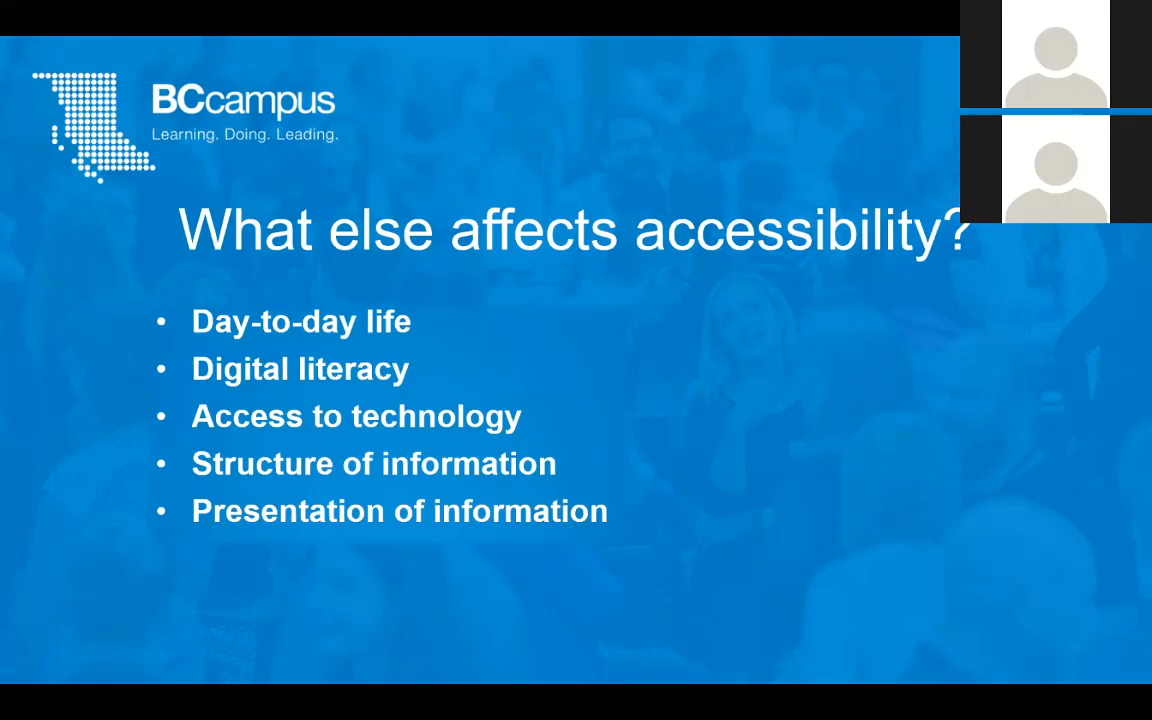 BCcampus
Learning. Doing. Leading.
What else affects accessibility?
• Day-to-day life
• Digital literacy
• Access to technology
• Structure of information
• Presentation of information